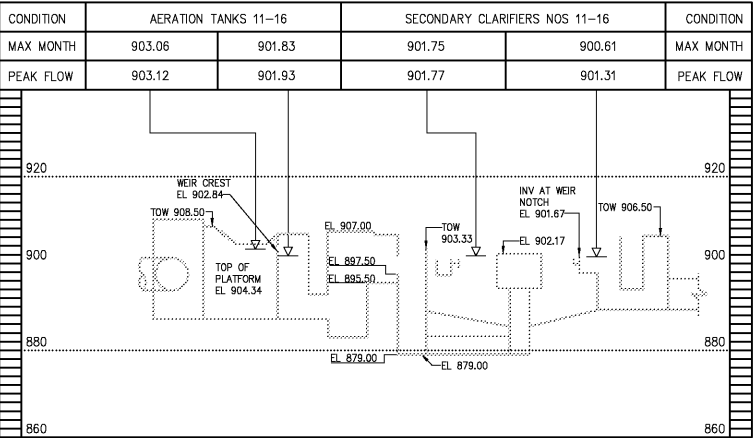 CONDITION AERATION TANKS 11-16 SECONDARY CLARIFIERS NOS 11-16 CONDITION
MAX MONTH 903.06 901.83 901.75 900.61 MAX MONTH
PEAK FLOW 903.12 901.93 901.77 901.31 PEAK FLOW
920 920
WEIR CREST
EL 902.84
INV AT WEIR
NOTCH
EL 901.67
TOW 908.50
TOW 906.50
EL 907.00
TOW
903.33
EL 902.17
900 900
EL 897.50
TOP OF
PLATFORM
EL 904.34
EL 895.50
880 880
EL 879.00
EL 879.00
860 860